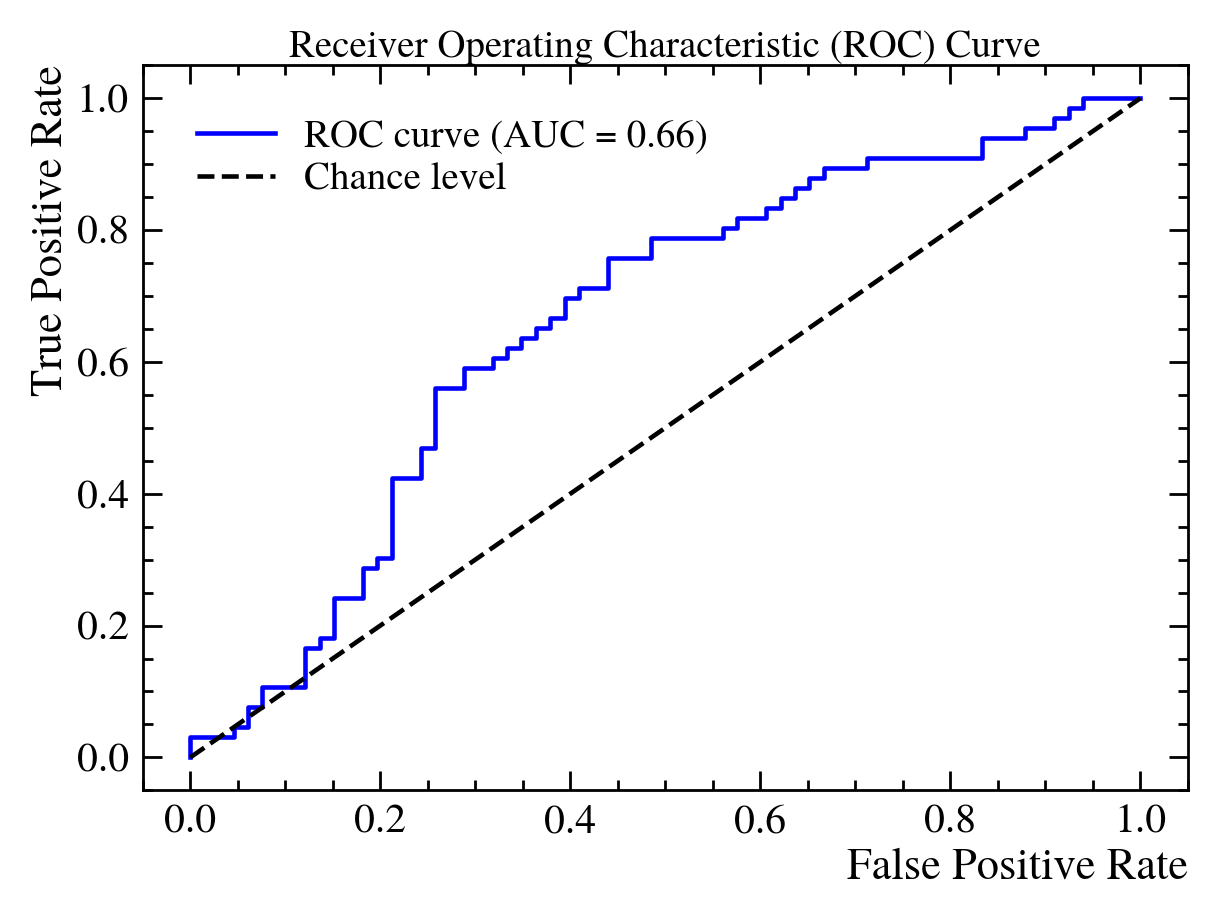 Receiver Operating Characteristic (ROC) Curve
True Positive Rate
1.0
0.8
0.6
0.4
0.2
0.0
ROC curve (AUC = 0.66)
Chance level
0.0 0.2 0.4 0.6 0.8 1.0
False Positive Rate